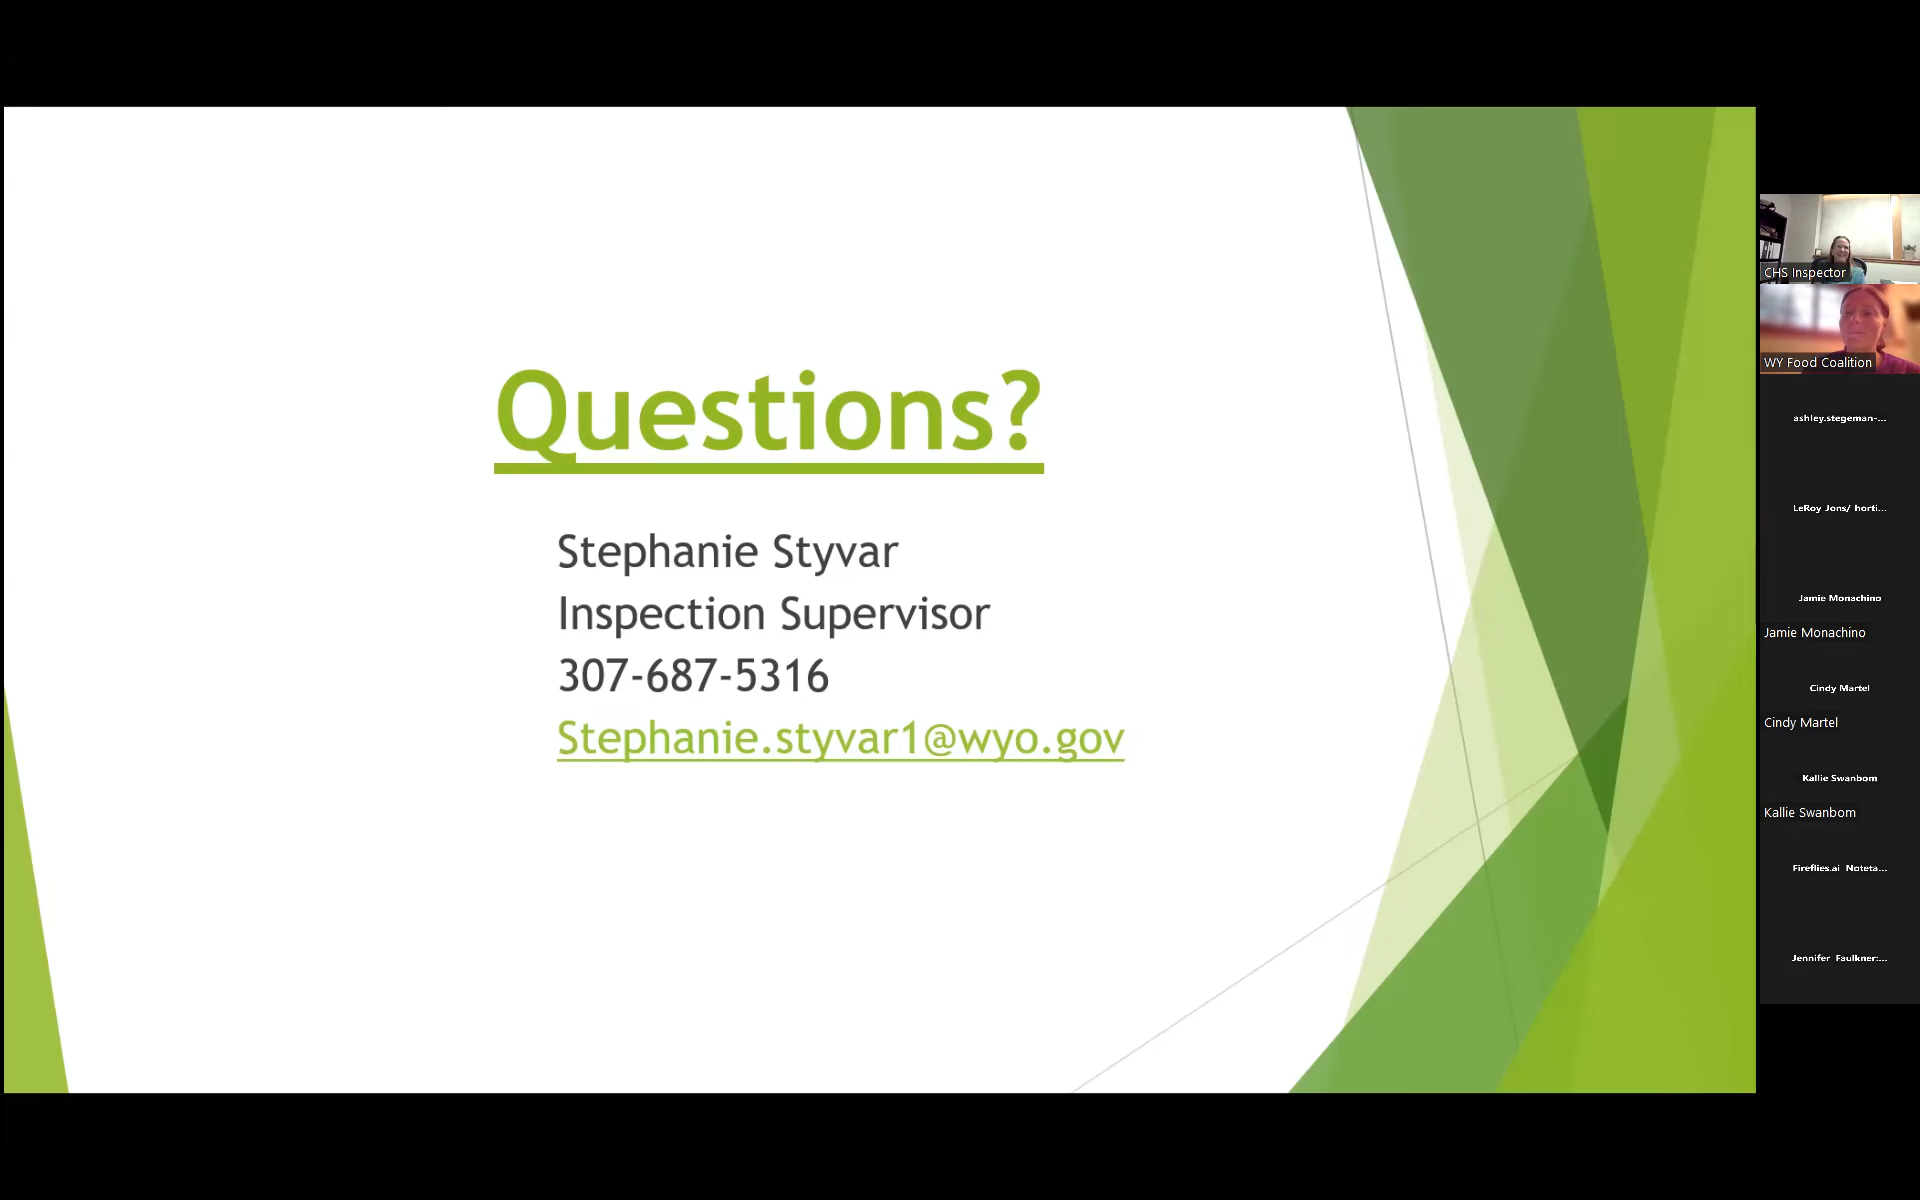 Questions?
Stephanie Styvar
Inspection Supervisor
307-687-5316
Stephanie.styvar1@wyo.gov
CHS Inspector
WY Food Coalition
ashley.stegeman-...
LeRoy Jons/ horti...
Jamie Monachino
Jamie Monachino
Cindy Martel
Cindy Martel
Kallie Swanbom
Kallie Swanbom
Fireflies.ai Noteta...
Jennifer Faulkner:...